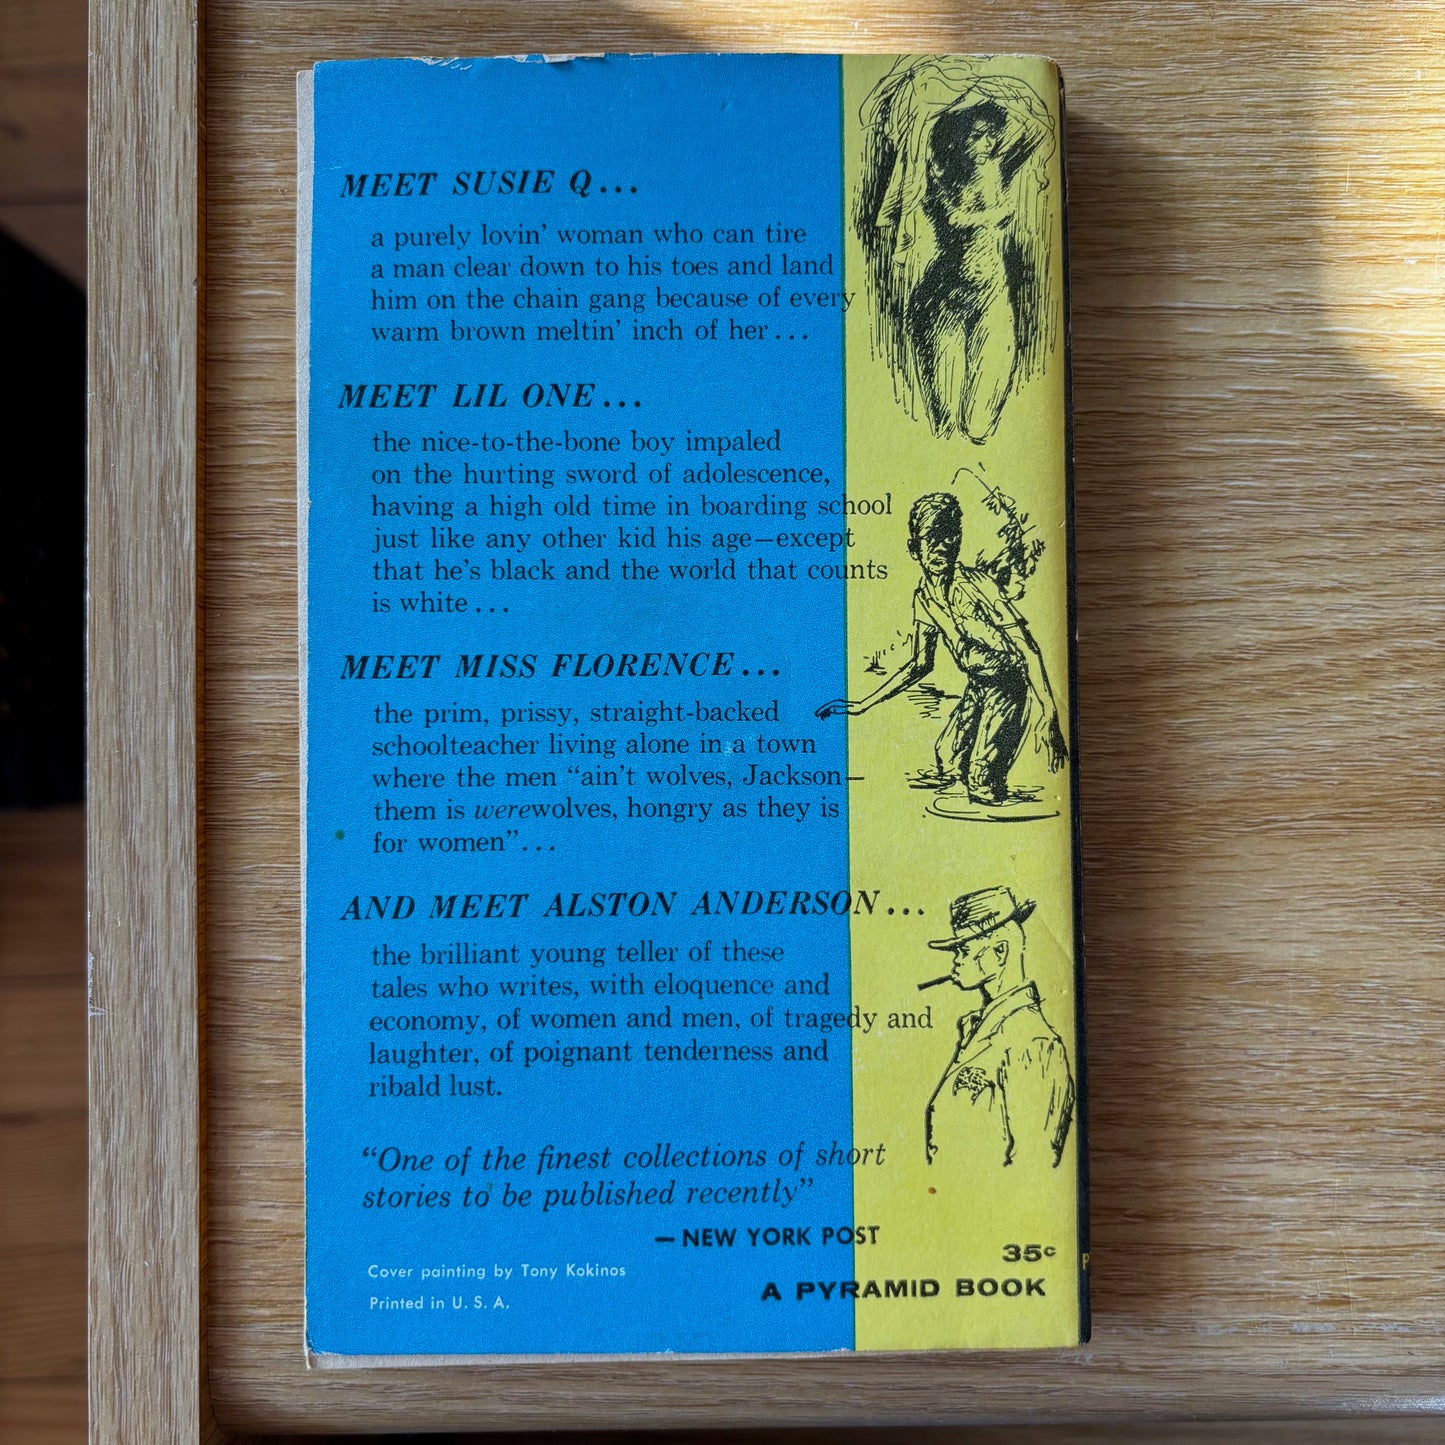 MEET SUSIE Q...
a purely lovin' woman who can tire
a man clear down to his toes and land
him on the chain gang because of every
warm brown meltin' inch of her...
MEET LIL ONE...
the nice-to-the-bone boy impaled
on the hurting sword of adolescence,
having a high old time in boarding school
just like any other kid his age—except
that he's black and the world that counts
is white...
MEET MISS FLORENCE...
the prim, prissy, straight-backed
schoolteacher living alone in a town
where the men “ain't wolves, Jackson—
them is werewolves, hongry as they is
for women”...
AND MEET ALSTON ANDERSON...
the brilliant young teller of these
tales who writes, with eloquence and
economy, of women and men, of tragedy and
laughter, of poignant tenderness and
ribald lust.
“One of the finest collections of short
stories to be published recently”
—NEW YORK POST
Cover painting by Tony Kokinos
Printed in U. S. A.
35c
A PYRAMID BOOK